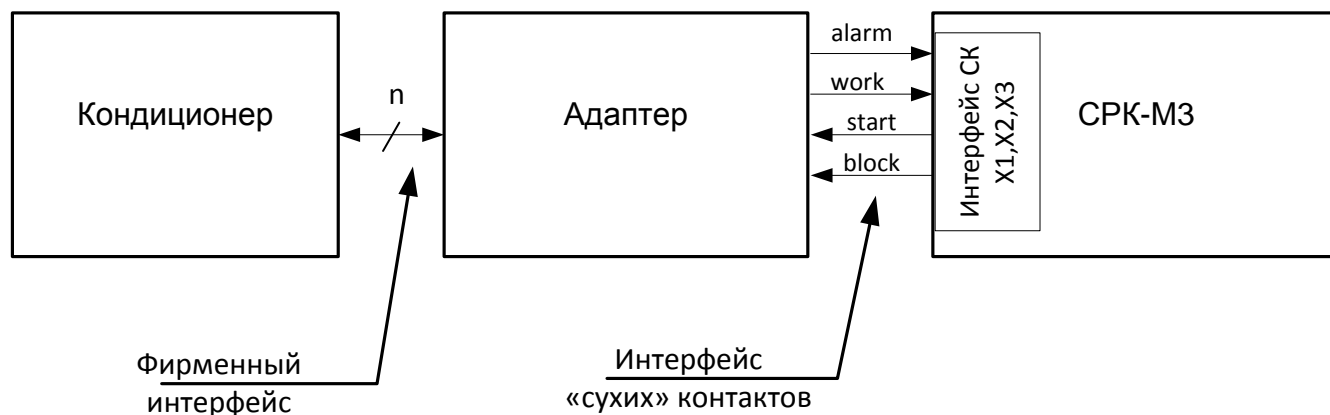 Кондиционер
n
Адаптер
alarm
work
start
block
Интерфейс СК
X1,X2,X3
СРК-М3
Фирменный
интерфейс
Интерфейс
«сухих» контактов